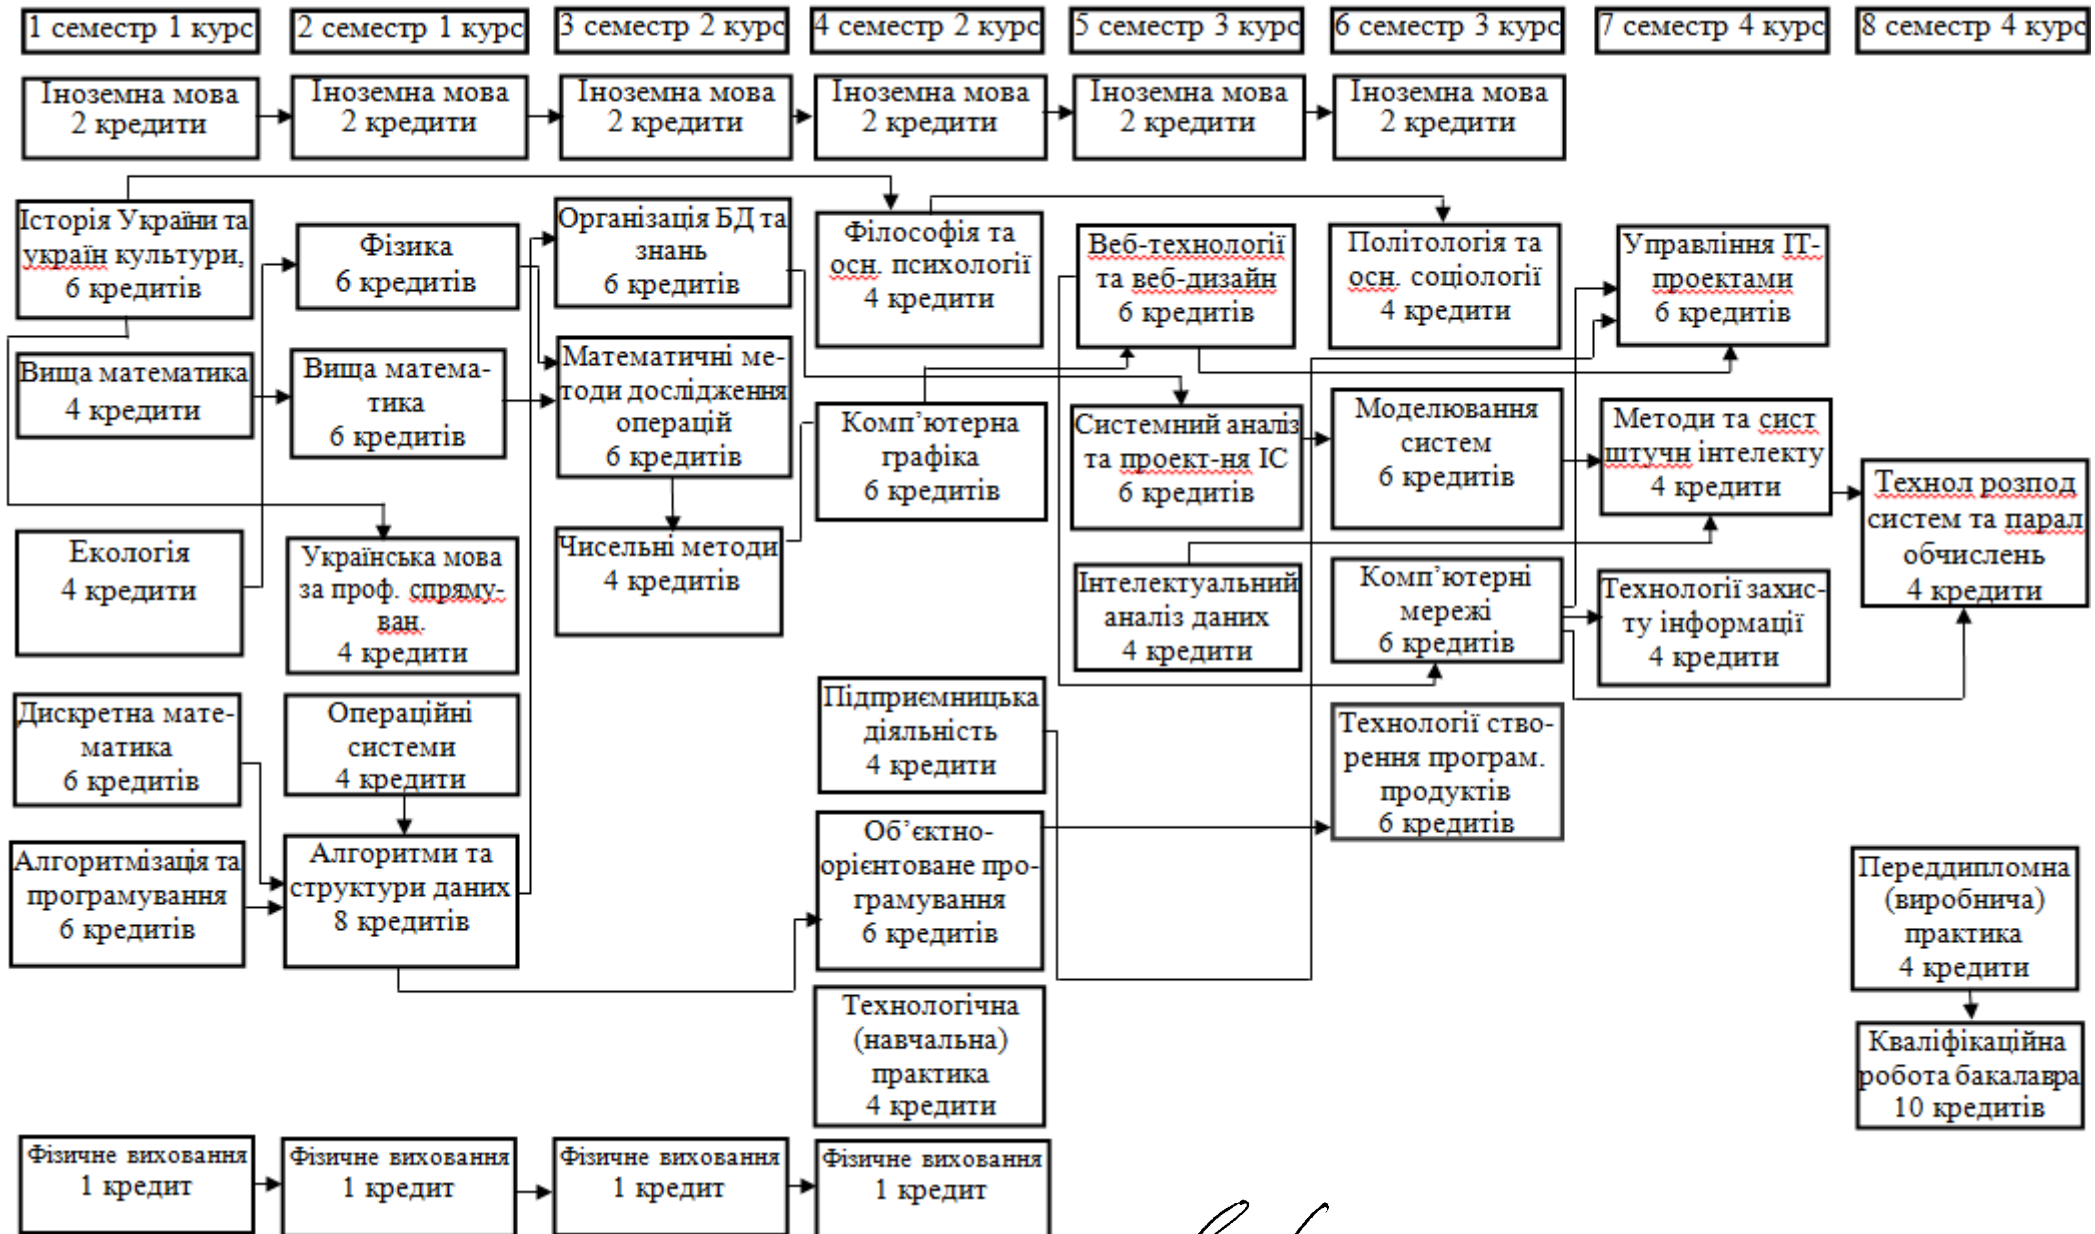 1 семестр 1 курс
2 семестр 1 курс
3 семестр 2 курс
4 семестр 2 курс
5 семестр 3 курс
6 семестр 3 курс
7 семестр 4 курс
8 семестр 4 курс
Іноземна мова
2 кредити
Іноземна мова
2 кредити
Іноземна мова
2 кредити
Іноземна мова
2 кредити
Іноземна мова
2 кредити
Іноземна мова
2 кредити
Історія України та
україн культури,
6 кредитів
Фізика
6 кредитів
Організація БД та
знань
6 кредитів
Філософія та
осн. психології
4 кредити
Веб-технології
та веб-дизайн
6 кредитів
Політологія та
осн. соціології
4 кредити
Управління ІТ-
проектами
6 кредитів
Вища математика
4 кредити
Вища матема-
тика
6 кредитів
Математичні ме-
тоди дослідження
операцій
6 кредитів
Комп’ютерна
графіка
6 кредитів
Системний аналіз
та проект-ня ІС
6 кредитів
Моделювання
систем
6 кредитів
Методи та сист
штучн інтелекту
4 кредити
Технол розпод
систем та парал
обчислень
4 кредити
Екологія
4 кредити
Українська мова
за проф. спряму-
ван.
4 кредити
Чисельні методи
4 кредитів
Інтелектуальний
аналіз даних
4 кредити
Комп’ютерні
мережі
6 кредитів
Технології захис-
ту інформації
4 кредити
Дискретна мате-
матика
6 кредитів
Операційні
системи
4 кредити
Підприємницька
діяльність
4 кредити
Технології ство-
рення програм.
продуктів
6 кредитів
Алгоритмізація та
програмування
6 кредитів
Алгоритми та
структури даних
8 кредитів
Об’єктно-
орієнтоване про-
грамування
6 кредитів
Переддипломна
(виробнича)
практика
4 кредити
Технологічна
(навчальна)
практика
4 кредити
Кваліфікаційна
робота бакалавра
10 кредитів
Фізичне виховання
1 кредит
Фізичне виховання
1 кредит
Фізичне виховання
1 кредит
Фізичне виховання
1 кредит